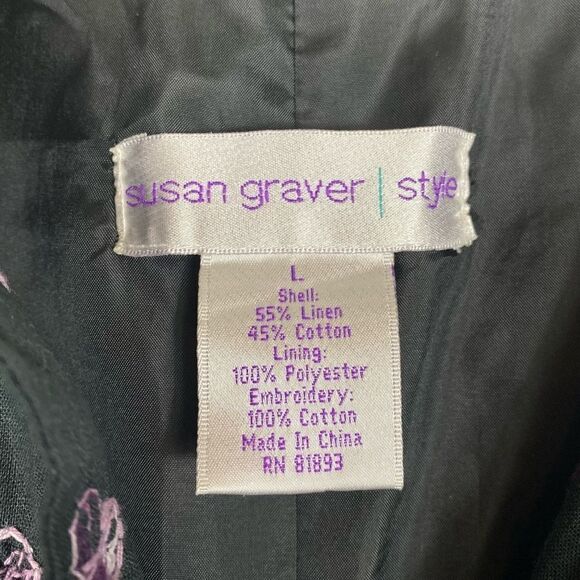 susan graver | style
L
Shell:
55% Linen
45% Cotton
Lining:
100% Polyester
Embroidery:
100% Cotton
Made In China
RN 81893